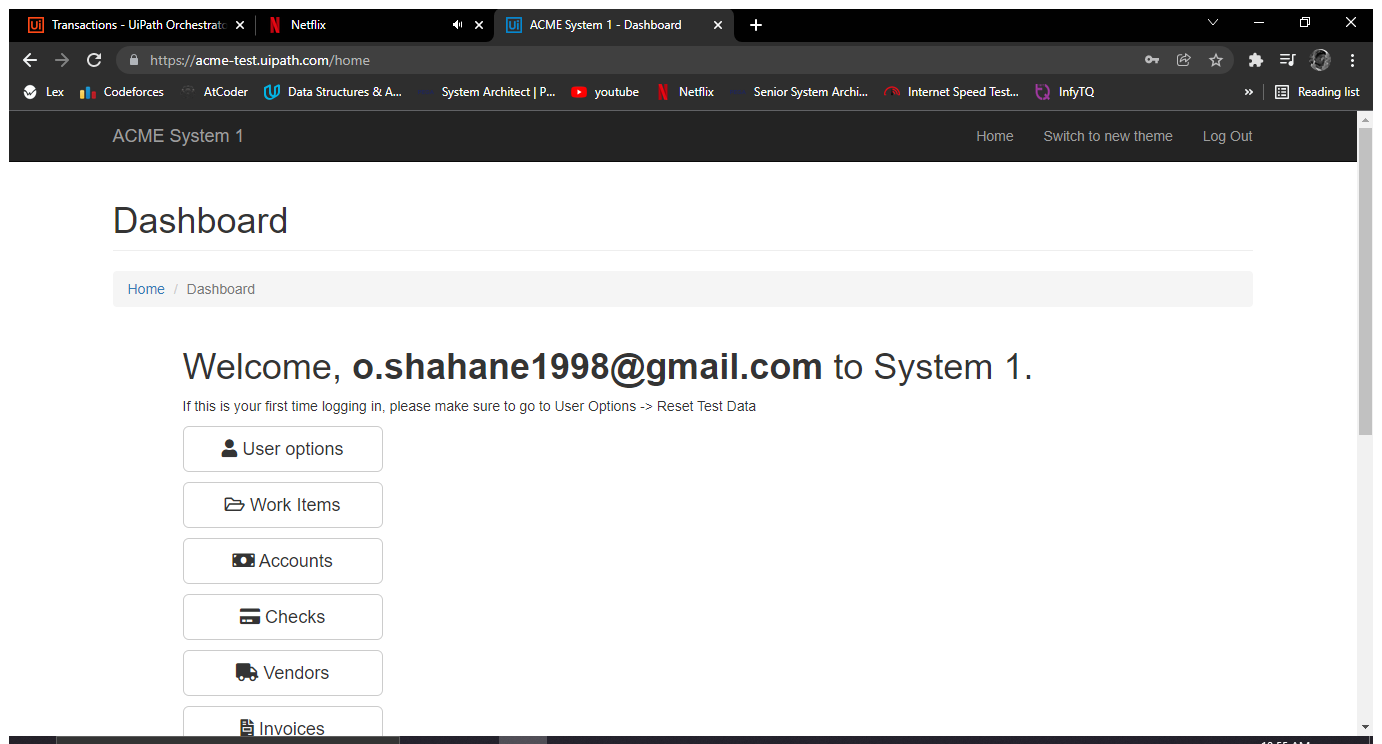 Transactions - UiPath Orchestrato
Netflix
ACME System 1 - Dashboard
https://acme-test.uipath.com/home
Lex
Codeforces
AtCoder
Data Structures & A...
System Architect | P...
youtube
Netflix
Senior System Archi...
Internet Speed Test...
InfyTQ
»
Reading list
ACME System 1
Home
Switch to new theme
Log Out
Dashboard
Home / Dashboard
Welcome, o.shahane1998@gmail.com to System 1.
If this is your first time logging in, please make sure to go to User Options -> Reset Test Data
User options
Work Items
Accounts
Checks
Vendors
Invoices